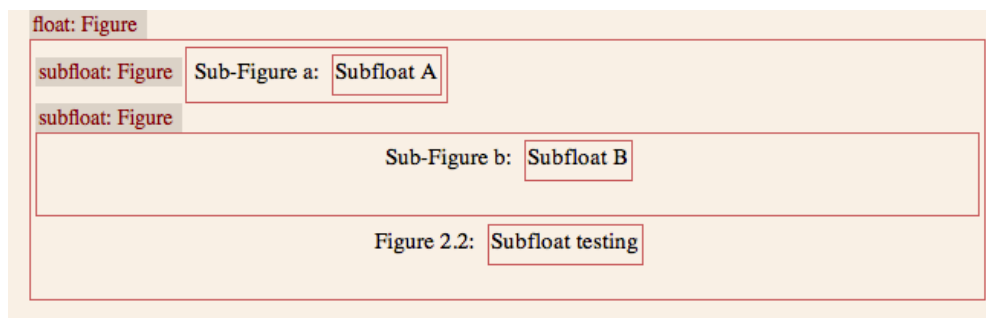 float: Figure
subfloat: Figure Sub-Figure a: Subfloat A
subfloat: Figure
Sub-Figure b: Subfloat B
Figure 2.2: Subfloat testing